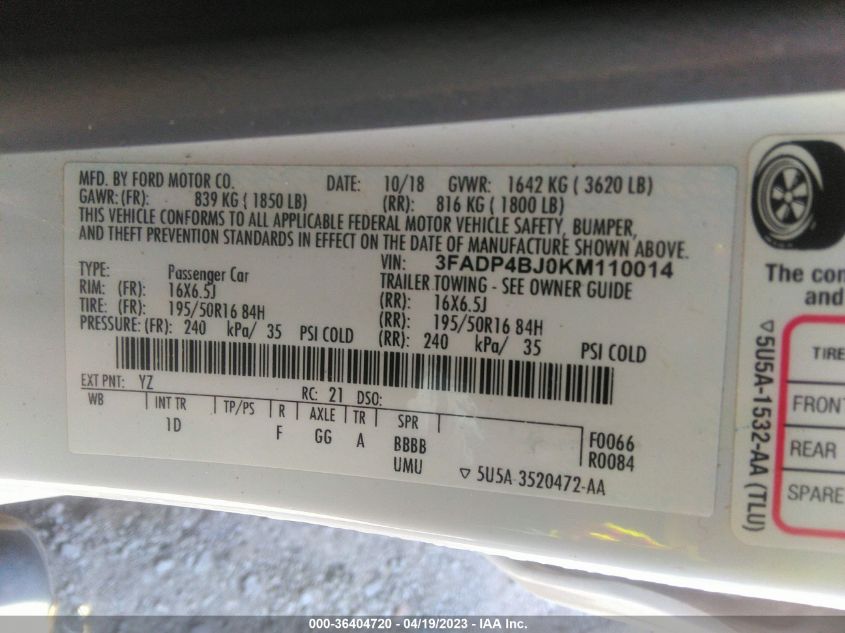 MFD. BY FORD MOTOR CO. DATE: 10/18 GVWR: 1642 KG ( 3620 LB)
GAWR: (FR): 839 KG ( 1850 LB) (RR): 816 KG ( 1800 LB)
THIS VEHICLE CONFORMS TO ALL APPLICABLE FEDERAL MOTOR VEHICLE SAFETY, BUMPER,
AND THEFT PREVENTION STANDARDS IN EFFECT ON THE DATE OF MANUFACTURE SHOWN ABOVE.
VIN: 3FADP4BJ0KM110014
TYPE: Passenger Car TRAILER TOWING - SEE OWNER GUIDE
RIM: (FR): 16X6.5J (RR): 16X6.5J
TIRE: (FR): 195/50R16 84H (RR): 195/50R16 84H
PRESSURE: (FR): 240 kPa/ 35 PSI COLD (RR): 240 kPa/ 35 PSI COLD
EXT PNT: YZ RC: 21 DSO:
WB INT TR TP/PS R AXLE TR SPR
1D F GG A BBBB F0066
UMU R0084
5U5A 3520472-AA
The com
and
TIRE
FRONT
REAR
SPARE
5U5A-1532-AA (TLU)
000-36404720 - 04/19/2023 - IAA Inc.